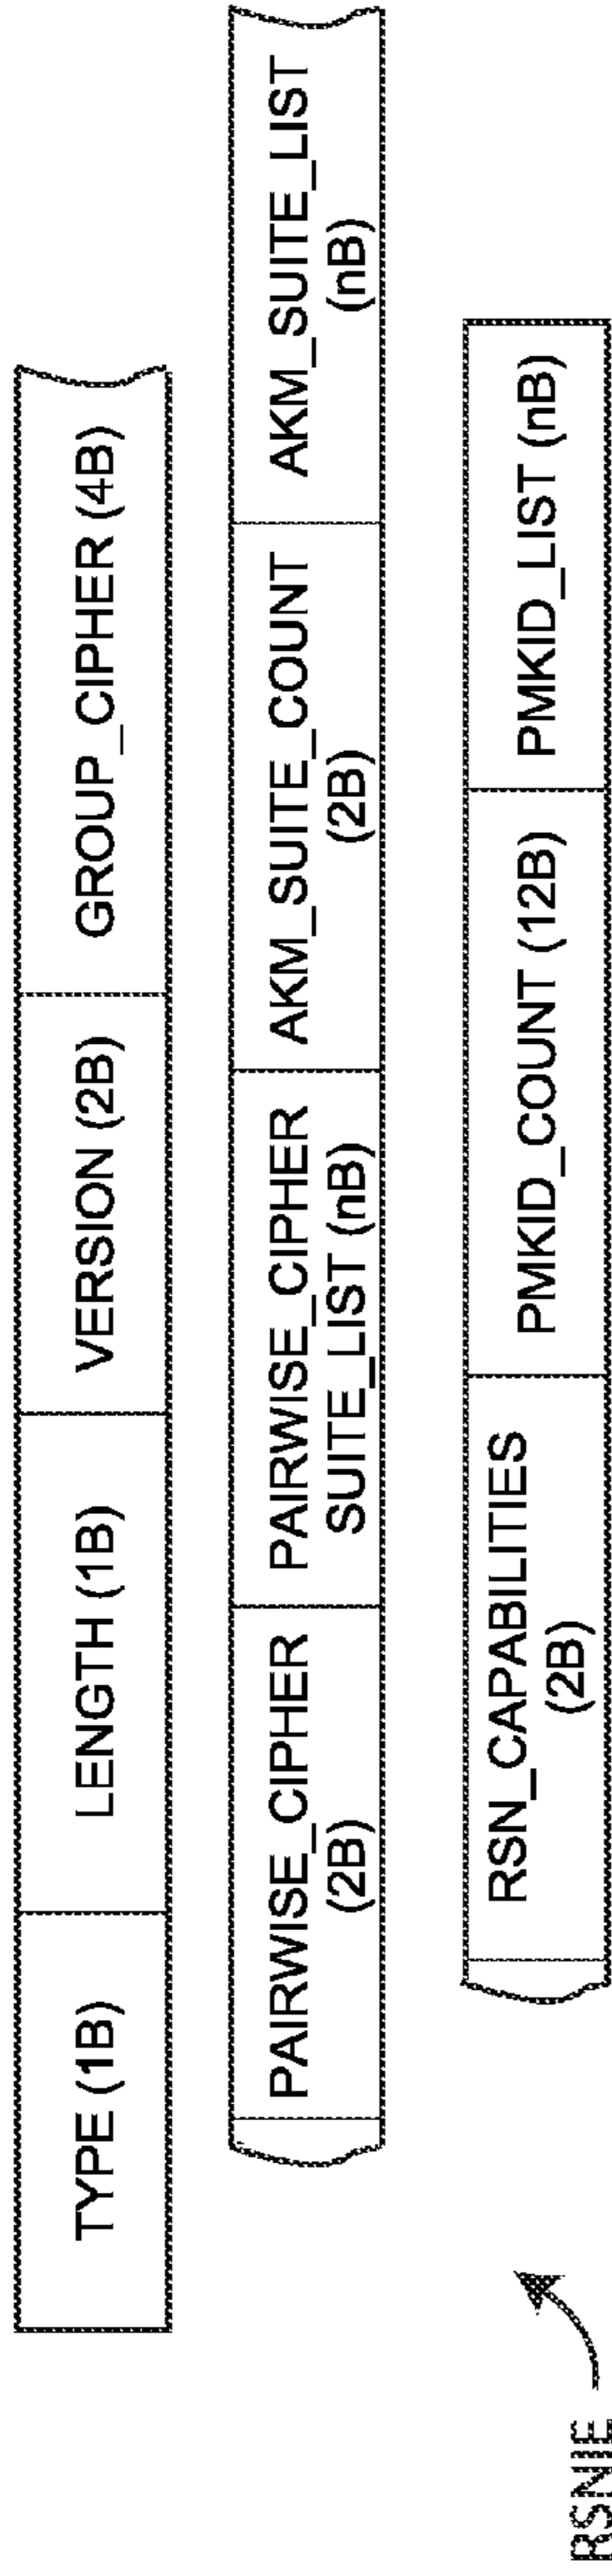 TYPE (1B)
LENGTH (1B)
VERSION (2B)
GROUP_CIPHER (4B)
PAIRWISE_CIPHER
(2B)
PAIRWISE_CIPHER
SUITE_LIST (nB)
AKM_SUITE_COUNT
(2B)
AKM_SUITE_LIST
(nB)
RSN_CAPABILITIES
(2B)
PMKID_COUNT (12B)
PMKID_LIST (nB)
RSNIE